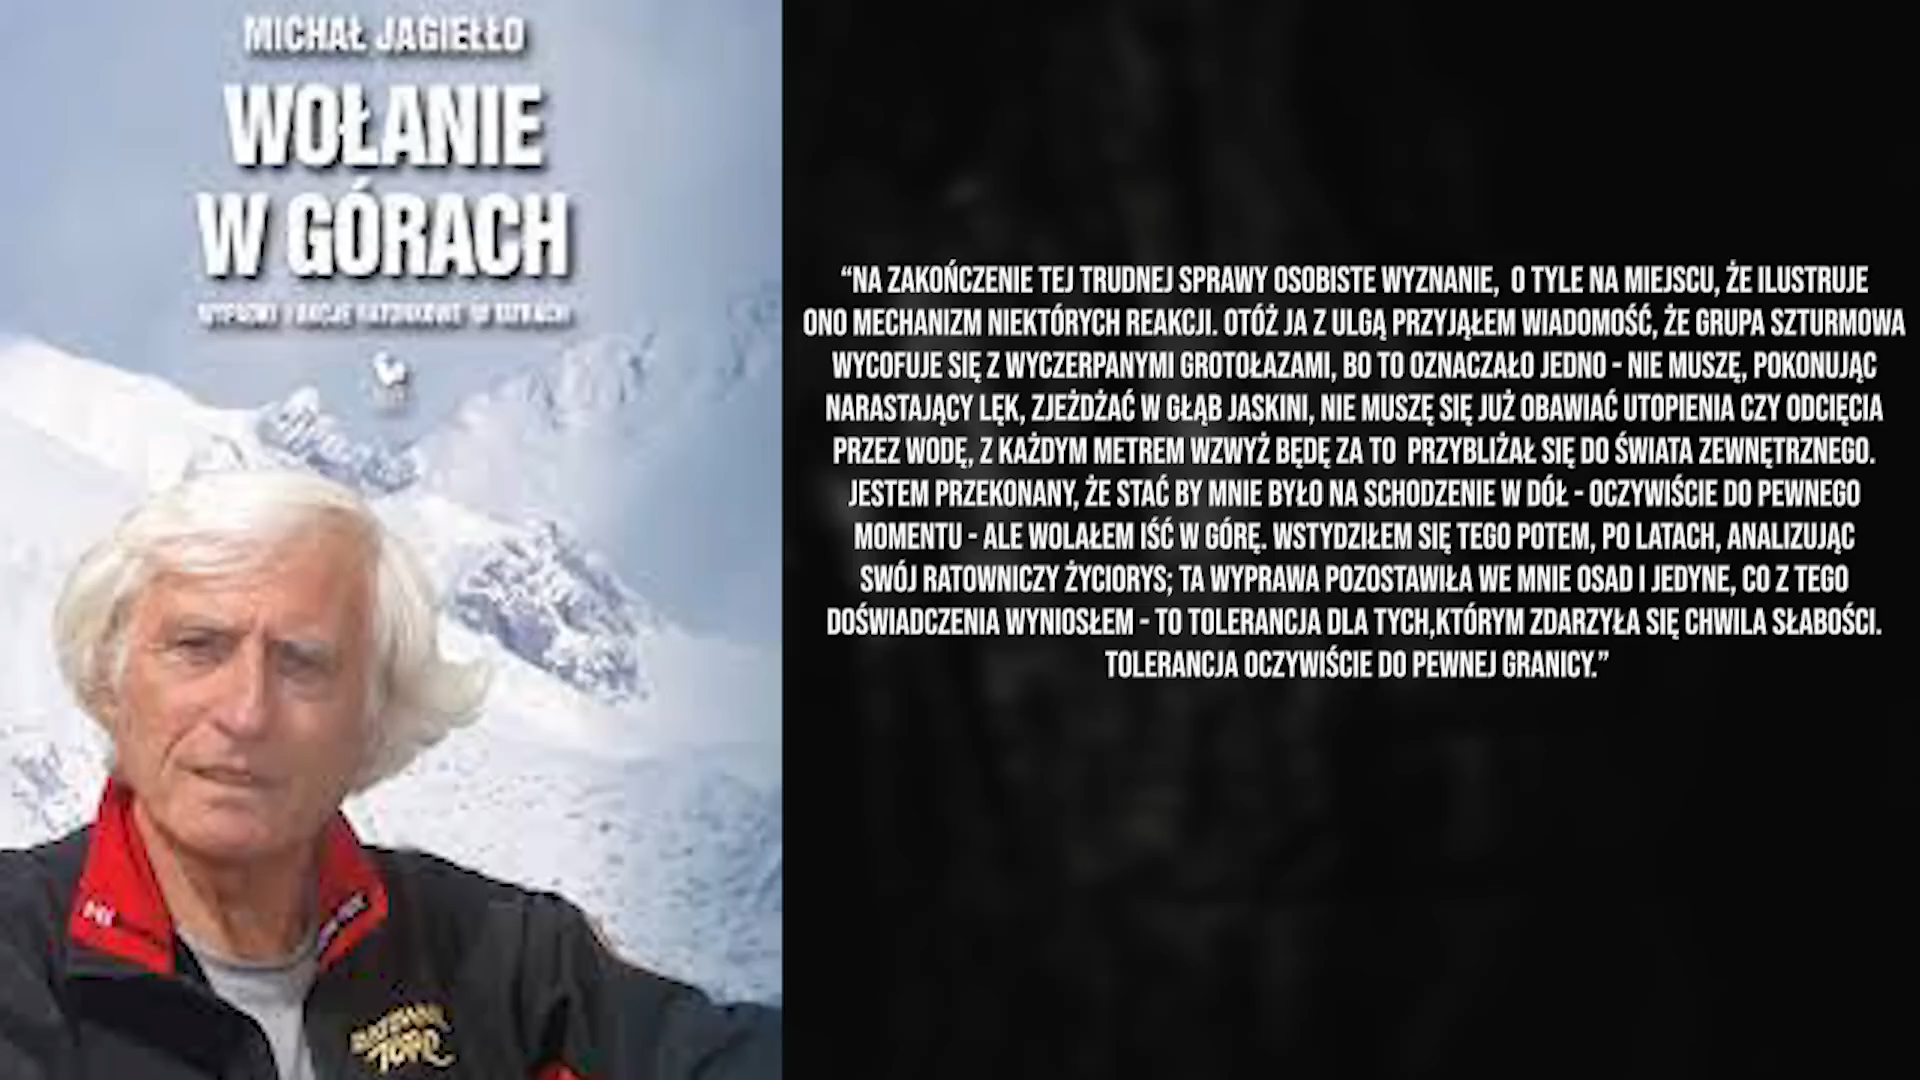 MICHAŁ JAGIEŁŁO
WOŁANIE
W GÓRACH
WYPADKI I AKCJE RATUNKOWE W TATRACH
“NA ZAKOŃCZENIE TEJ TRUDNEJ SPRAWY OSOBISTE WYZNANIE, O TYLE NA MIEJSCU, ŻE ILUSTRUJE
ONO MECHANIZM NIEKTÓRYCH REAKCJI. OTÓŻ JA Z ULGĄ PRZYJĄŁEM WIADOMOŚĆ, ŻE GRUPA SZTURMOWA
WYCOFUJE SIĘ Z WYCZERPANYMI GROTOŁAZAMI, BO TO OZNACZAŁO JEDNO - NIE MUSZĘ, POKONUJĄC
NARASTAJĄCY LĘK, ZJEŻDŻAĆ W GŁĄB JASKINI, NIE MUSZĘ SIĘ JUŻ OBAWIAĆ UTOPIENIA CZY ODCIĘCIA
PRZEZ WODĘ, Z KAŻDYM METREM WZWYŻ BĘDĘ ZA TO PRZYBLIŻAŁ SIĘ DO ŚWIATA ZEWNĘTRZNEGO.
JESTEM PRZEKONANY, ŻE STAĆ BY MNIE BYŁO NA SCHODZENIE W DÓŁ - OCZYWIŚCIE DO PEWNEGO
MOMENTU - ALE WOLAŁEM IŚĆ W GÓRĘ. WSTYDZIŁEM SIĘ TEGO POTEM, PO LATACH, ANALIZUJĄC
SWÓJ RATOWNICZY ŻYCIORYS; TA WYPRAWA POZOSTAWIŁA WE MNIE OSAD I JEDYNE, CO Z TEGO
DOŚWIADCZENIA WYNIOSŁEM - TO TOLERANCJA DLA TYCH,KTÓRYM ZDARZYŁA SIĘ CHWILA SŁABOŚCI.
TOLERANCJA OCZYWIŚCIE DO PEWNEJ GRANICY.”